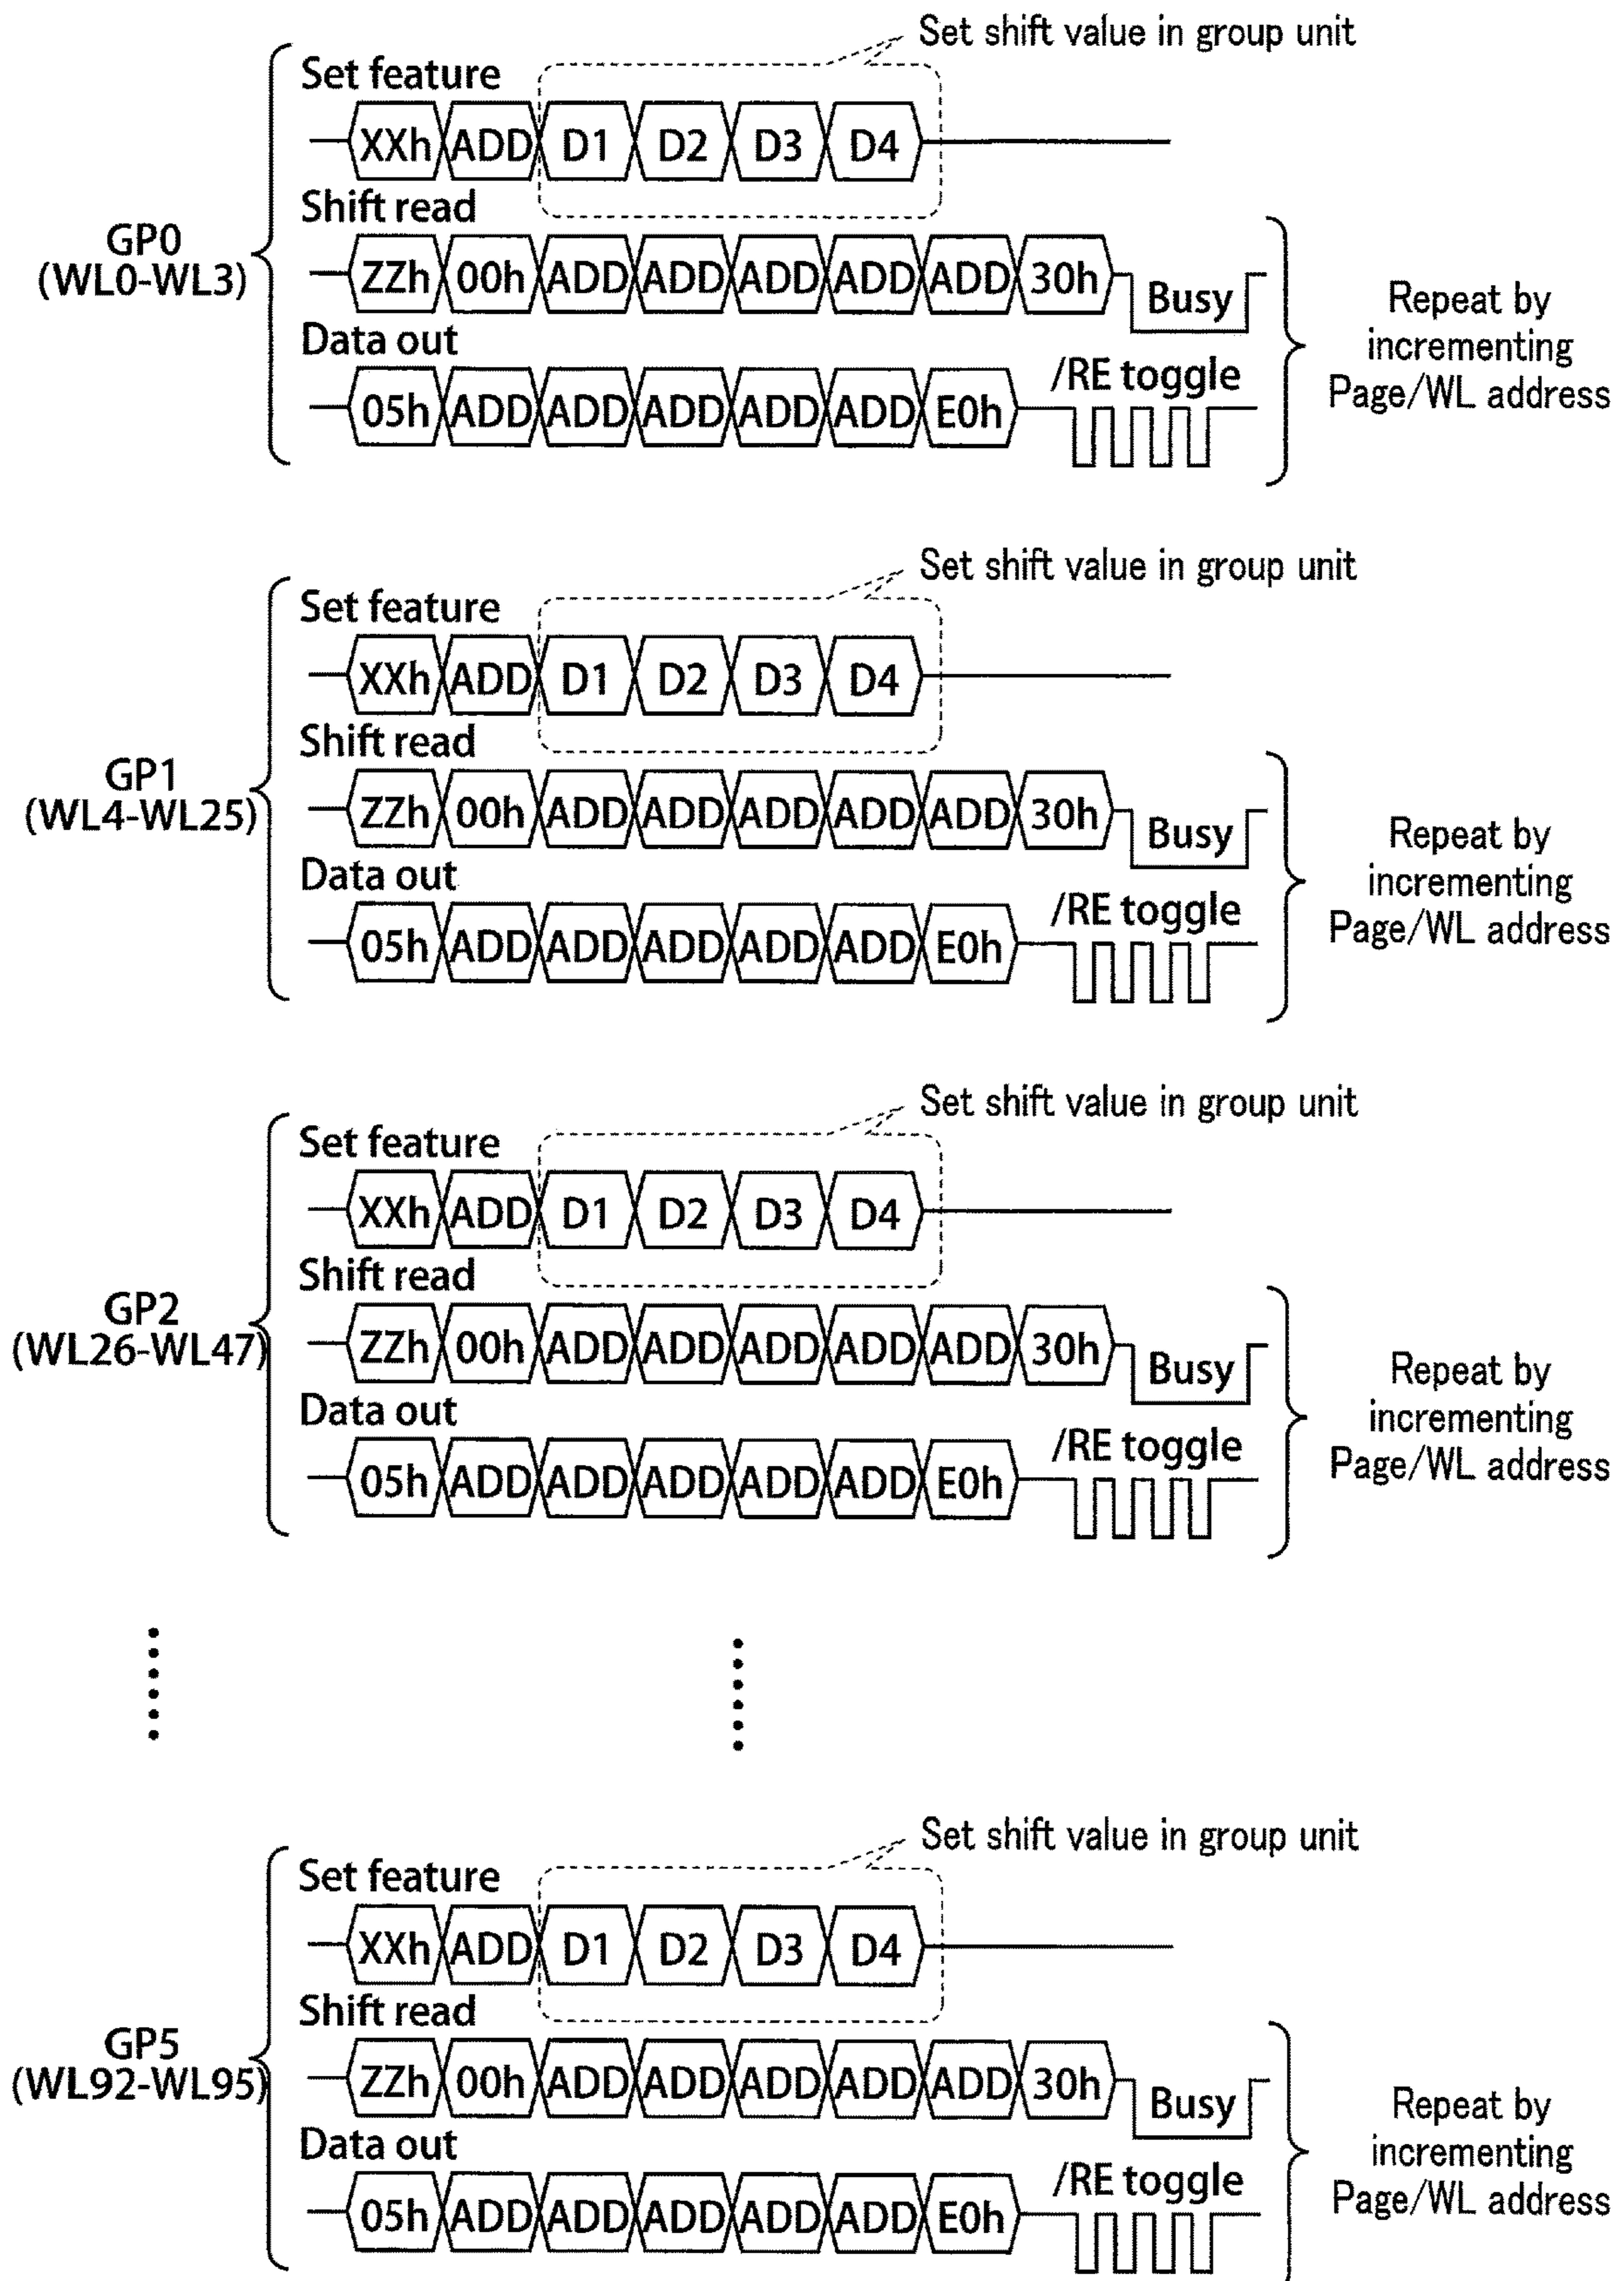 Set shift value in group unit
Set feature
XXh ADD D1 D2 D3 D4
Shift read
GP0
(WL0-WL3)
ZZh 00h ADD ADD ADD ADD ADD 30h Busy
Repeat by
incrementing
Page/WL address
Data out
/RE toggle
05h ADD ADD ADD ADD ADD E0h
Set shift value in group unit
Set feature
XXh ADD D1 D2 D3 D4
Shift read
GP1
(WL4-WL25)
ZZh 00h ADD ADD ADD ADD ADD 30h Busy
Repeat by
incrementing
Page/WL address
Data out
/RE toggle
05h ADD ADD ADD ADD ADD E0h
Set shift value in group unit
Set feature
XXh ADD D1 D2 D3 D4
Shift read
GP2
(WL26-WL47)
ZZh 00h ADD ADD ADD ADD ADD 30h Busy
Repeat by
incrementing
Page/WL address
Data out
/RE toggle
05h ADD ADD ADD ADD ADD E0h
Set shift value in group unit
Set feature
XXh ADD D1 D2 D3 D4
Shift read
GP5
(WL92-WL95)
ZZh 00h ADD ADD ADD ADD ADD 30h Busy
Repeat by
incrementing
Page/WL address
Data out
/RE toggle
05h ADD ADD ADD ADD ADD E0h